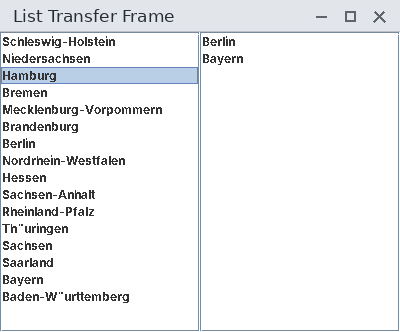 List Transfer Frame
Schleswig-Holstein
Niedersachsen
Hamburg
Bremen
Mecklenburg-Vorpommern
Brandenburg
Berlin
Nordrhein-Westfalen
Hessen
Sachsen-Anhalt
Rheinland-Pfalz
Th¨uringen
Sachsen
Saarland
Bayern
Baden-W¨urttemberg
Berlin
Bayern